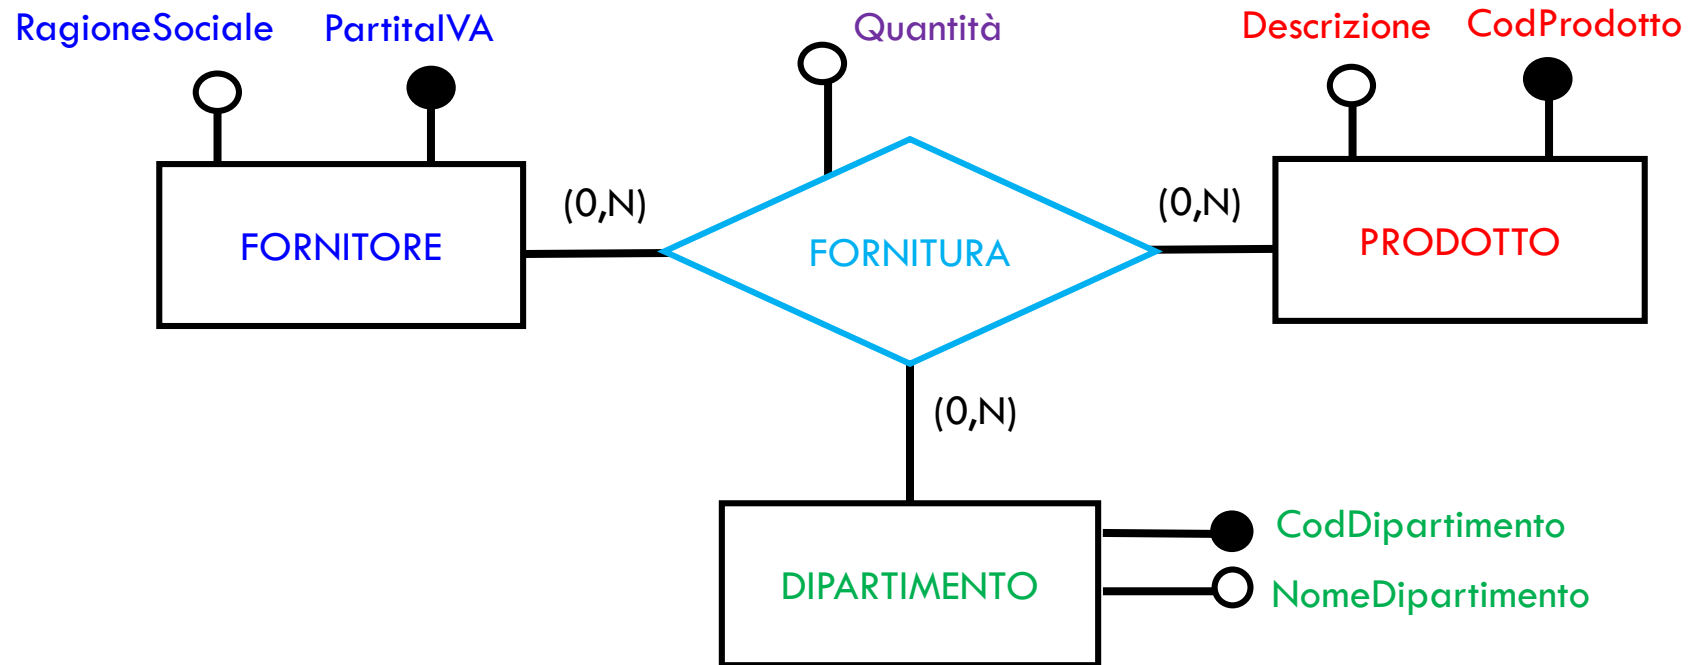 RagioneSociale PartitaIVA Quantità Descrizione CodProdotto
(0,N) (0,N)
FORNITORE FORNITURA PRODOTTO
(0,N)
CodDipartimento
DIPARTIMENTO NomeDipartimento